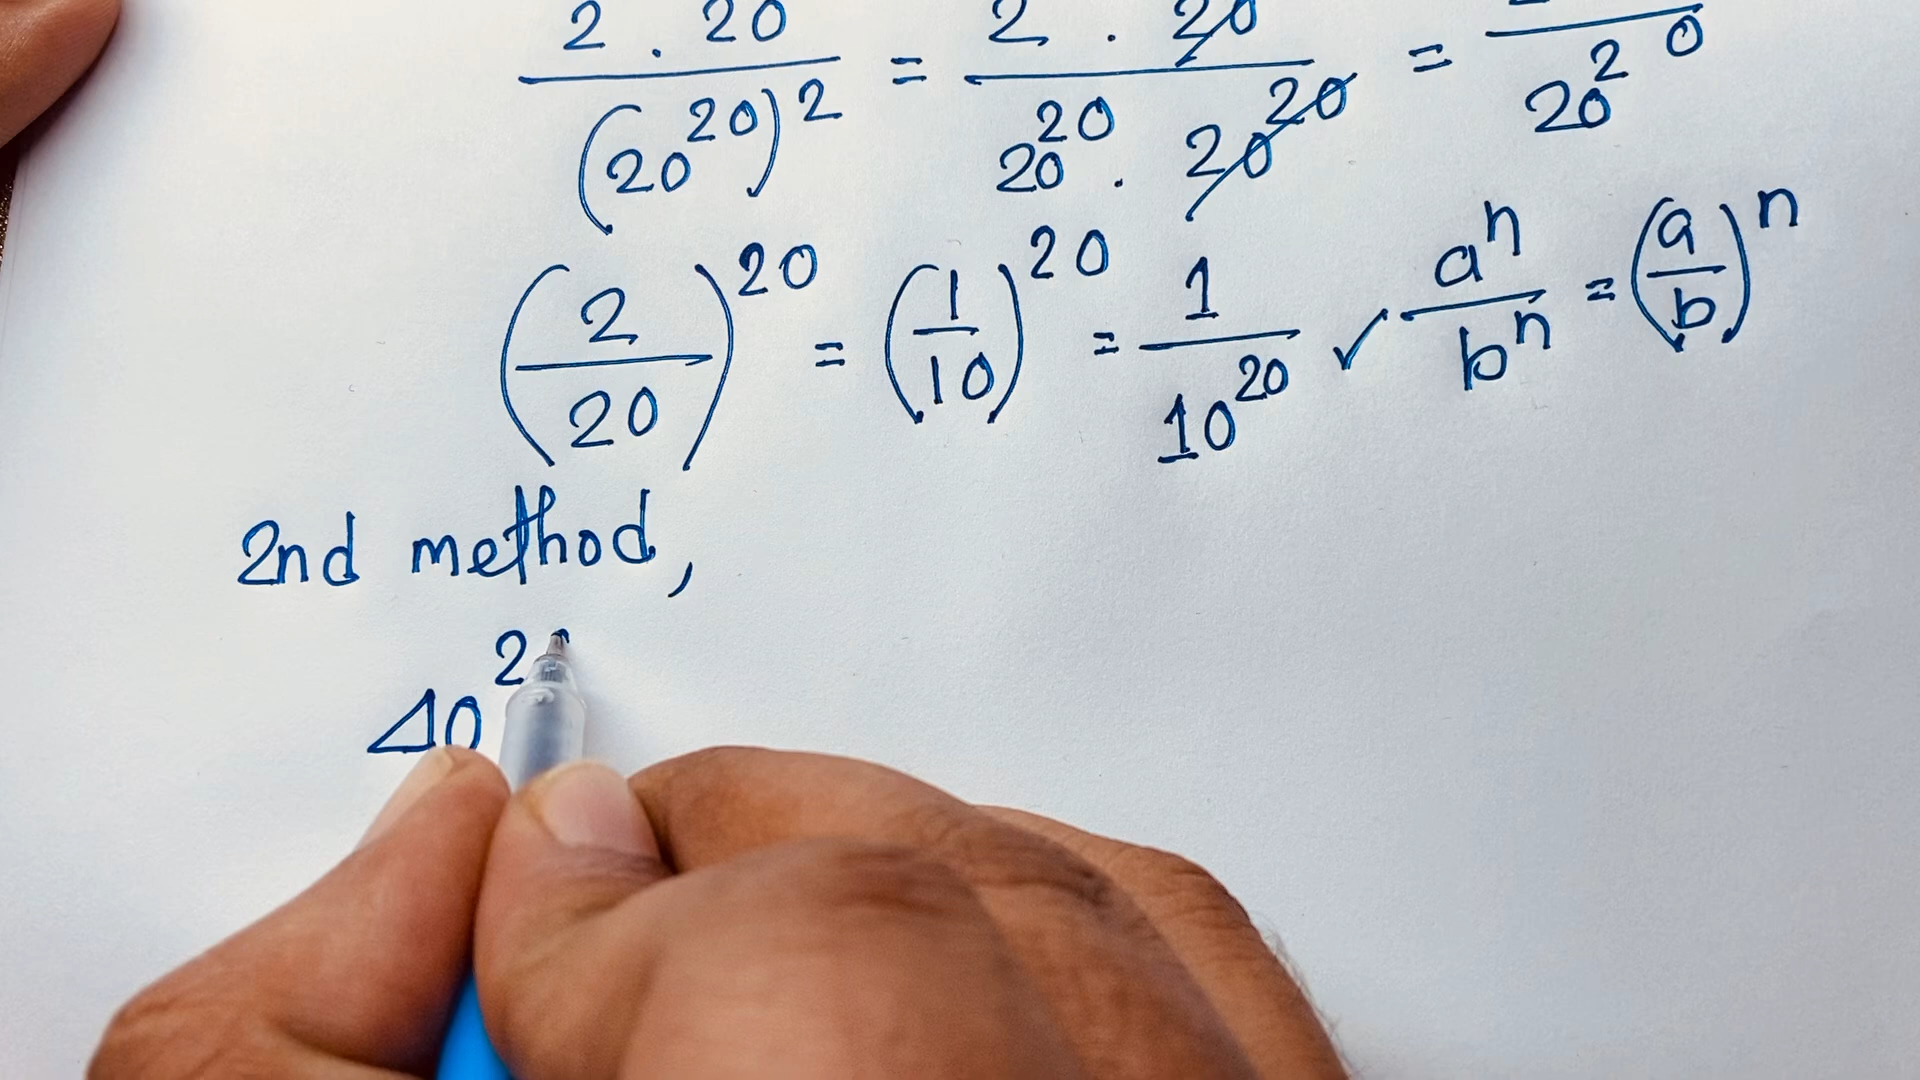 2 . 20 / (20^20)^2 = 2 . 20 / 20^20 . 20^20 = / 20^20
(2/20)^20 = (1/10)^20 = 1/10^20 ✓ a^n/b^n = (a/b)^n
2nd method,
40^2